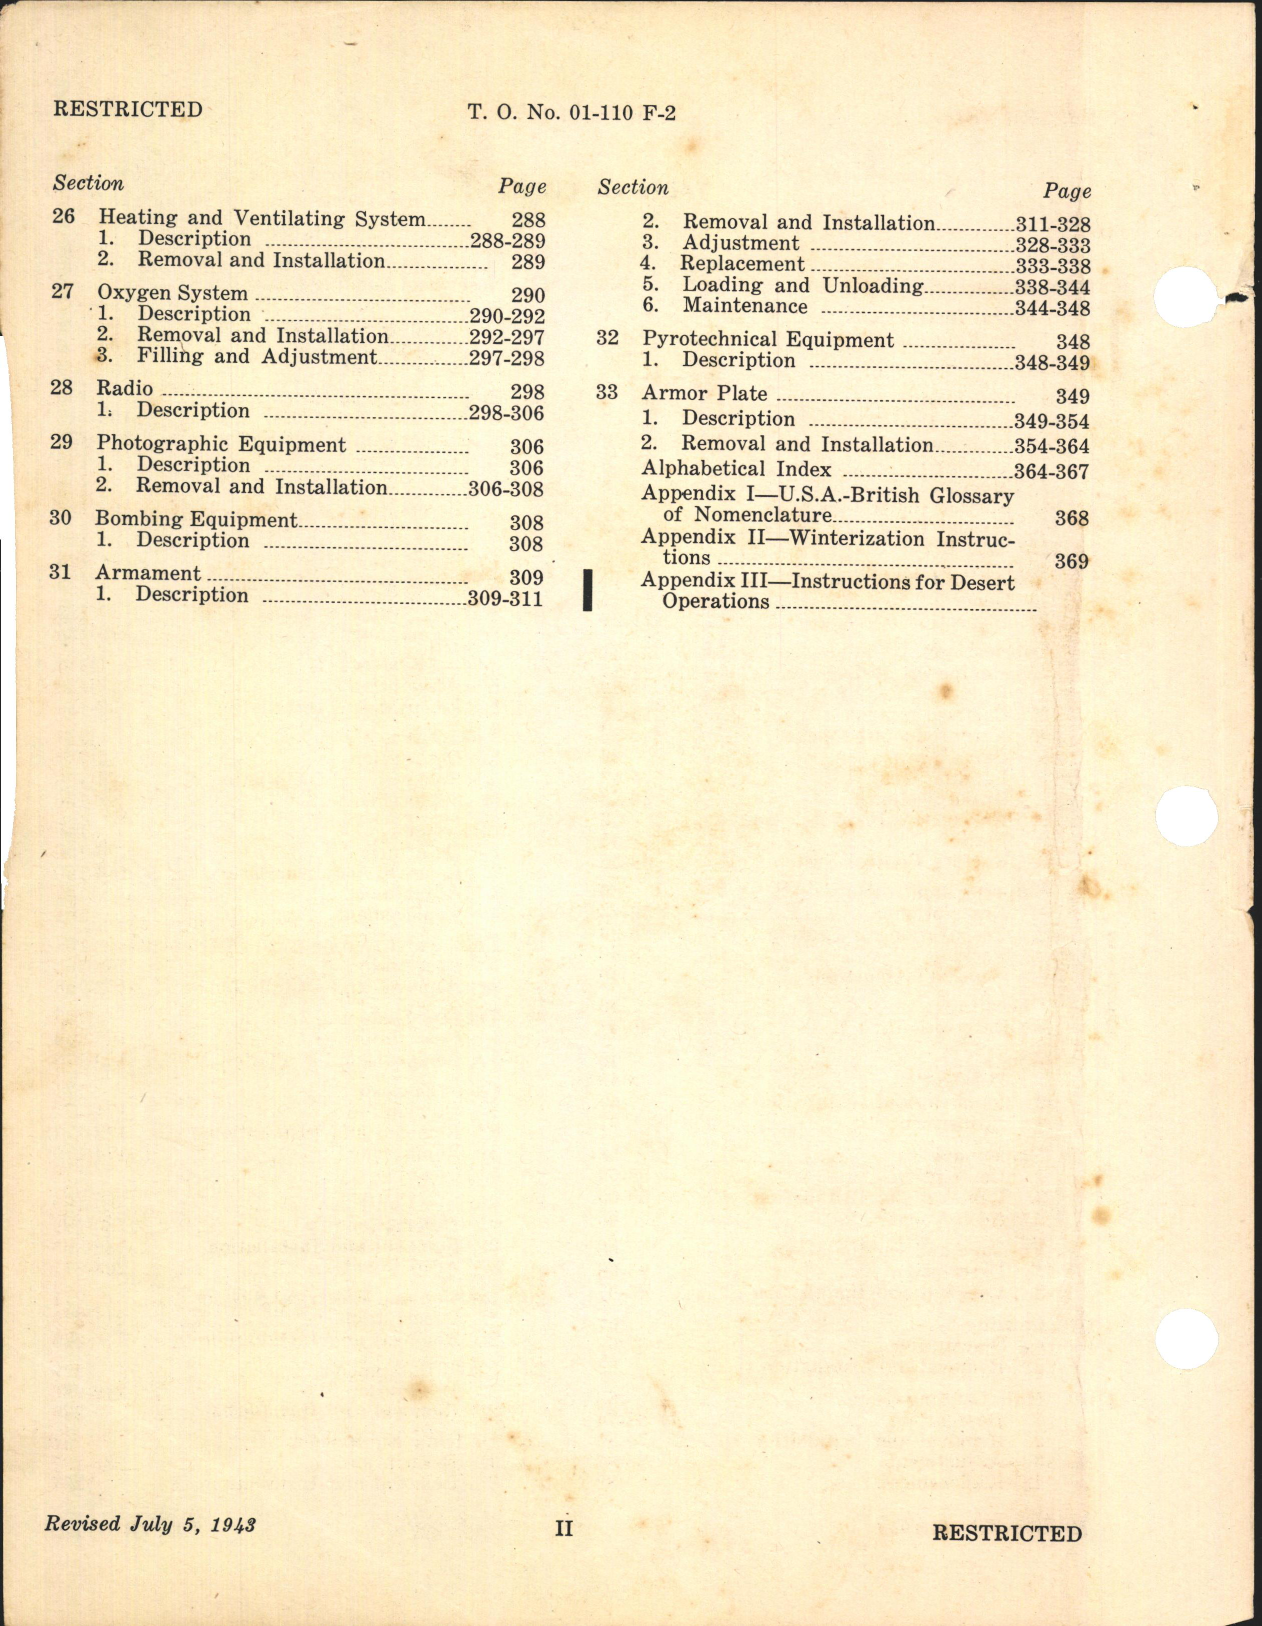 RESTRICTED
T. O. No. 01-110 F-2
Section Page
26 Heating and Ventilating System....... 288
1. Description ......................................288-289
2. Removal and Installation................... 289
27 Oxygen System ........................................ 290
1. Description ......................................290-292
2. Removal and Installation...............292-297
3. Filling and Adjustment.................297-298
28 Radio ........................................................ 298
1. Description ......................................298-306
29 Photographic Equipment ..................... 306
1. Description ...................................... 306
2. Removal and Installation...............306-308
30 Bombing Equipment................................ 308
1. Description ...................................... 308
31 Armament ................................................ 309
1. Description ......................................309-311
Section Page
2. Removal and Installation...............311-328
3. Adjustment ......................................328-333
4. Replacement ......................................333-338
5. Loading and Unloading.................338-344
6. Maintenance ....................................344-348
32 Pyrotechnical Equipment ..................... 348
1. Description ......................................348-349
33 Armor Plate ............................................. 349
1. Description ......................................349-354
2. Removal and Installation...............354-364
Alphabetical Index ................................364-367
Appendix I—U.S.A.-British Glossary
of Nomenclature.................................. 368
Appendix II—Winterization Instruc-
tions ........................................................ 369
Appendix III—Instructions for Desert
Operations .................................................
Revised July 5, 1943
II
RESTRICTED